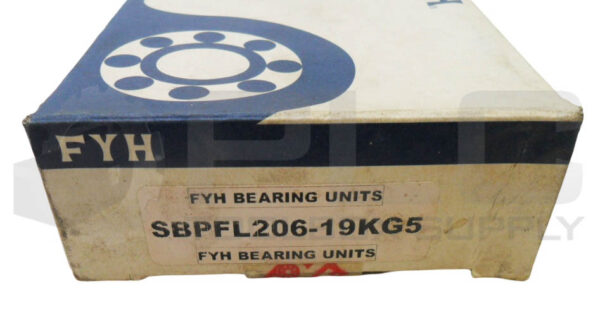 FYH
FYH BEARING UNITS
SBPFL206-19KG5
FYH BEARING UNITS